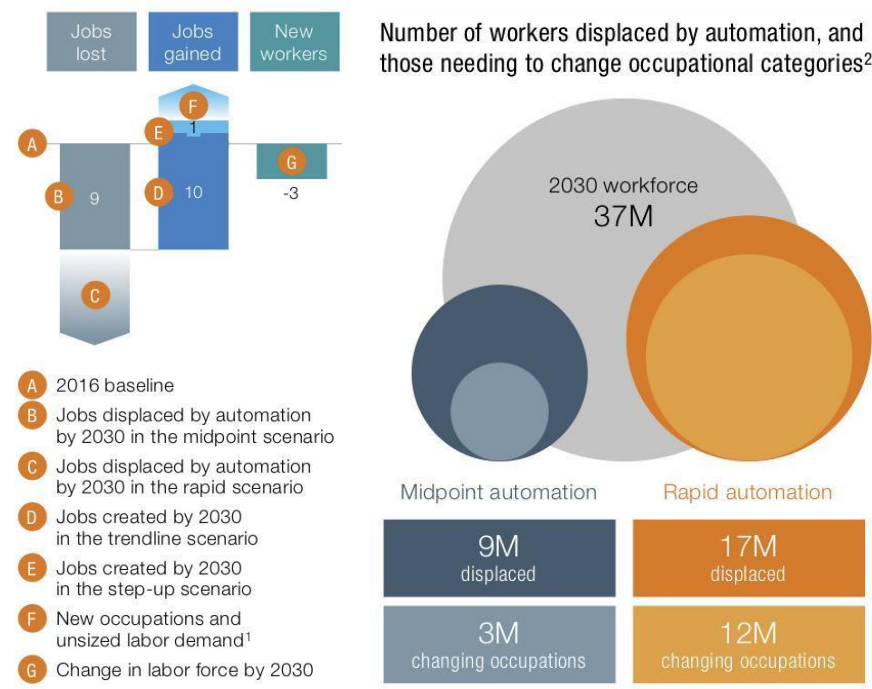 Jobs
lost
Jobs
gained
New
workers
A
B
9
C
F
E
1
D
10
G
-3
A 2016 baseline
B Jobs displaced by automation
by 2030 in the midpoint scenario
C Jobs displaced by automation
by 2030 in the rapid scenario
D Jobs created by 2030
in the trendline scenario
E Jobs created by 2030
in the step-up scenario
F New occupations and
unsized labor demand¹
G Change in labor force by 2030
Number of workers displaced by automation, and
those needing to change occupational categories²
2030 workforce
37M
Midpoint automation
9M
displaced
3M
changing occupations
Rapid automation
17M
displaced
12M
changing occupations